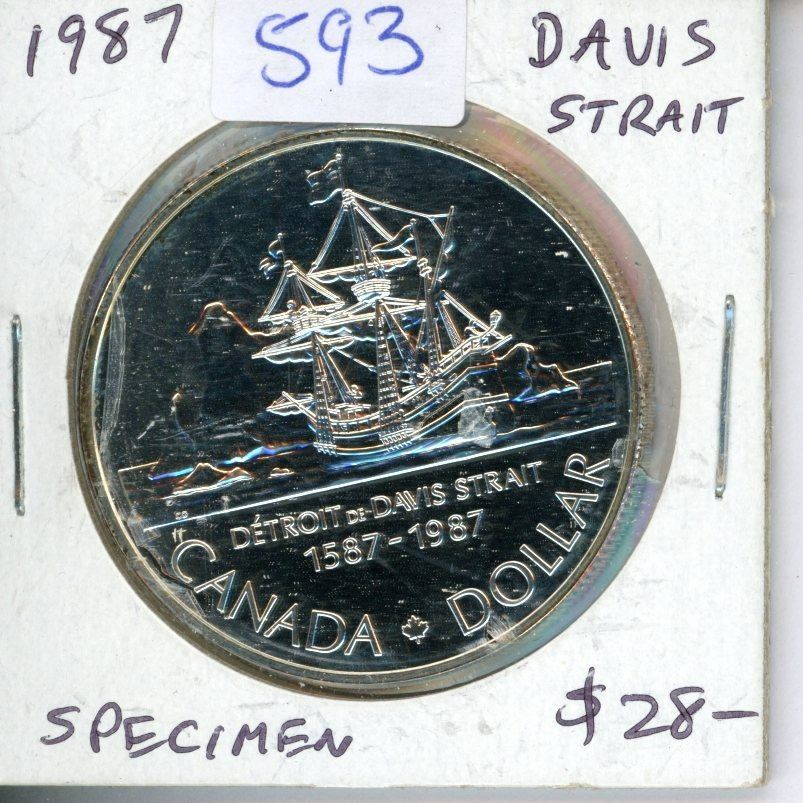 1987
593
DAVIS
STRAIT
DÉTROIT DE DAVIS STRAIT
1587-1987
CANADA DOLLAR
SPECIMEN
$28-